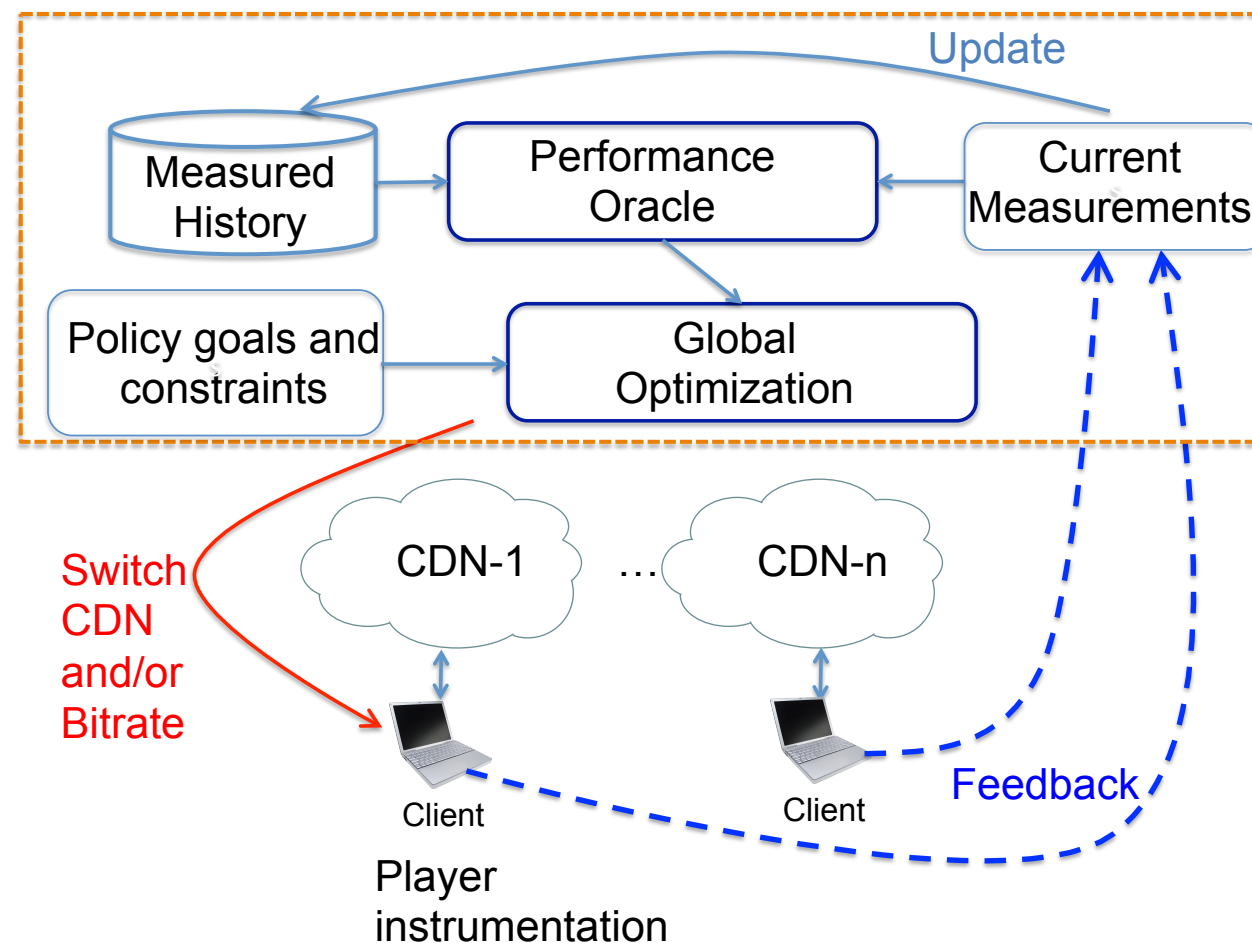 Update
Measured
History
Performance
Oracle
Current
Measurements
Policy goals and
constraints
Global
Optimization
Switch
CDN
and/or
Bitrate
CDN-1
...
CDN-n
Client
Client
Feedback
Player
instrumentation